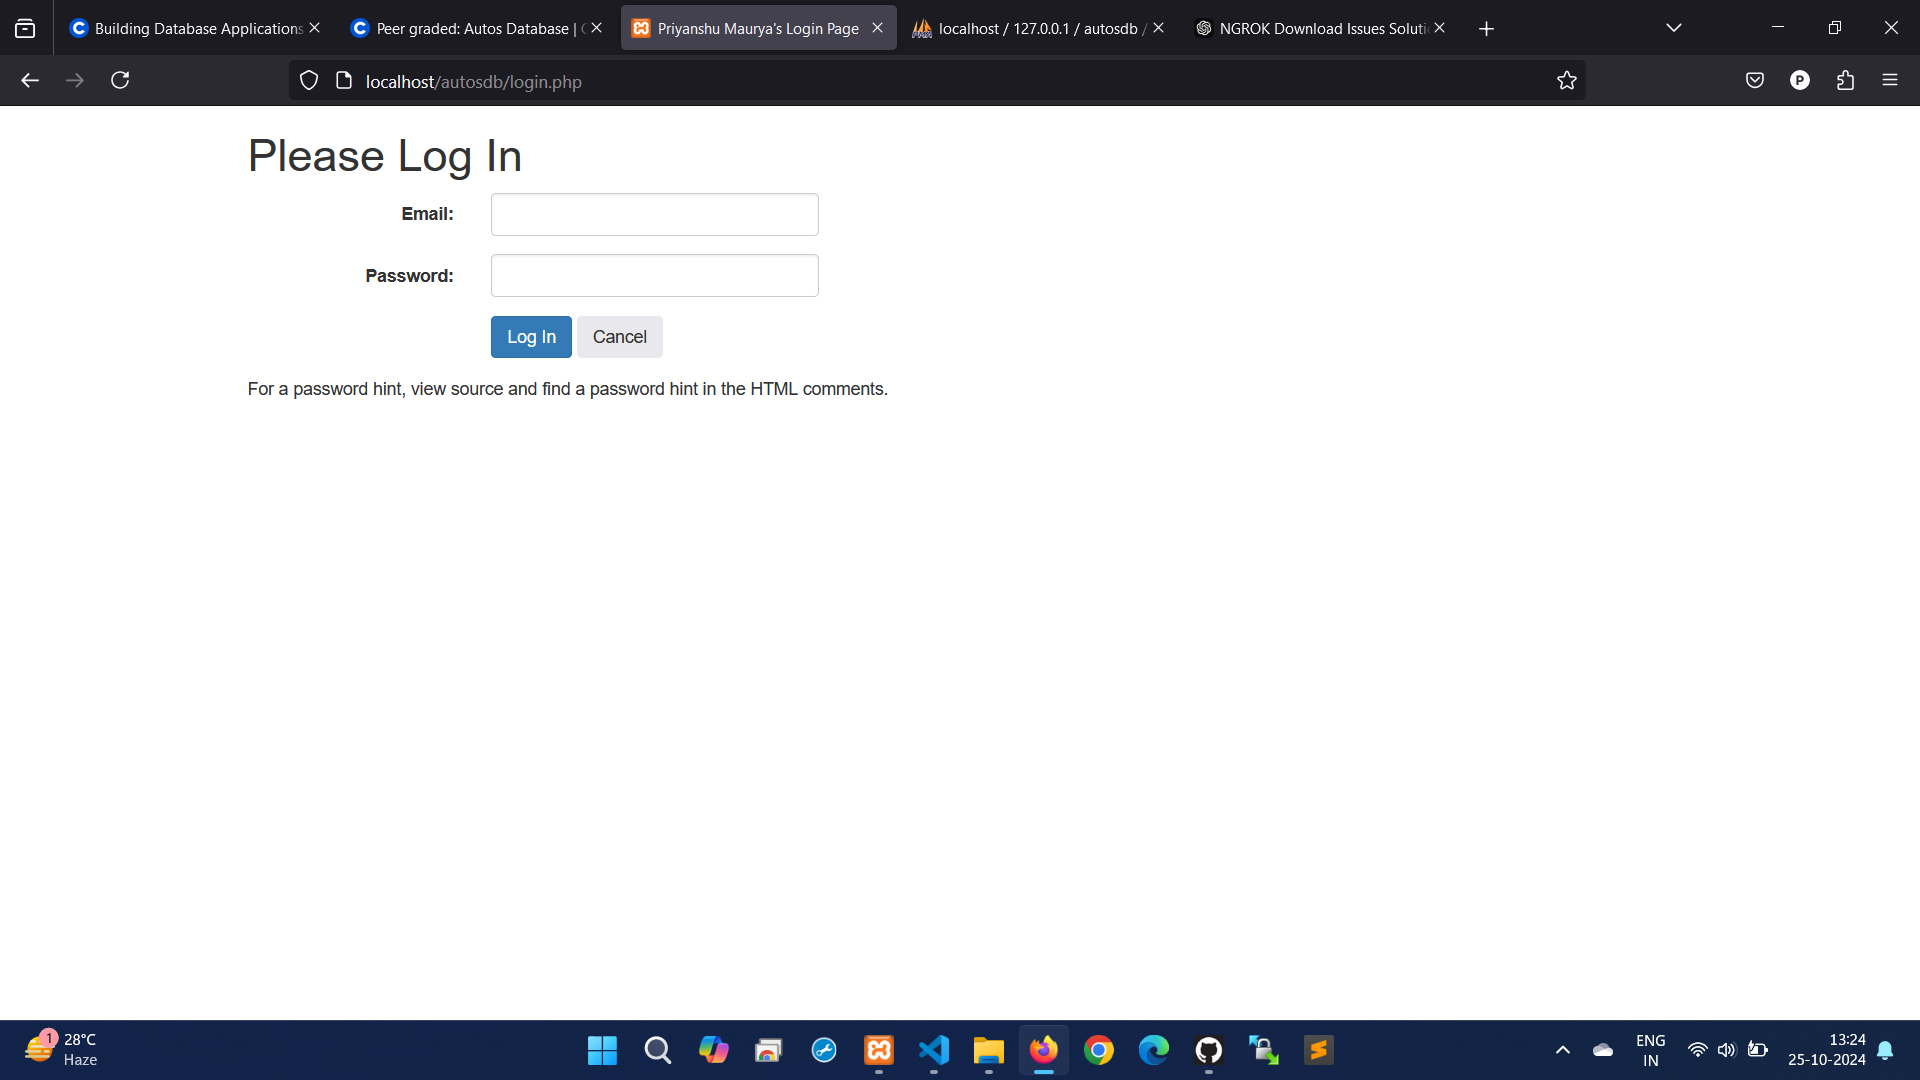 Building Database Applications
Peer graded: Autos Database |
Priyanshu Maurya's Login Page
localhost / 127.0.0.1 / autosdb /
NGROK Download Issues Soluti
localhost/autosdb/login.php
P
Please Log In
Email:
Password:
Log In
Cancel
For a password hint, view source and find a password hint in the HTML comments.
1
28°C
Haze
ENG
IN
13:24
25-10-2024